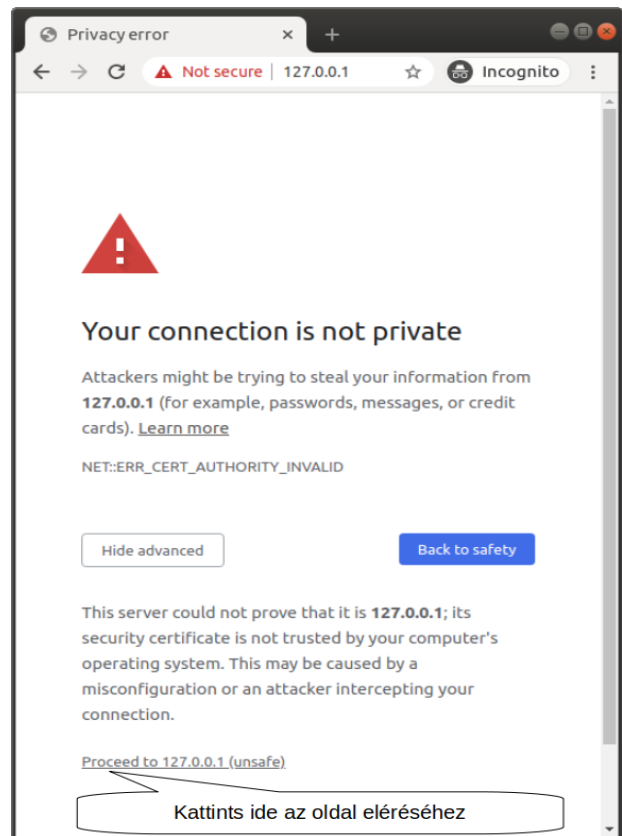 Privacy error
Not secure | 127.0.0.1
Incognito
Your connection is not private
Attackers might be trying to steal your information from
127.0.0.1 (for example, passwords, messages, or credit
cards). Learn more
NET::ERR_CERT_AUTHORITY_INVALID
Hide advanced
Back to safety
This server could not prove that it is 127.0.0.1; its
security certificate is not trusted by your computer's
operating system. This may be caused by a
misconfiguration or an attacker intercepting your
connection.
Proceed to 127.0.0.1 (unsafe)
Kattints ide az oldal eléréséhez